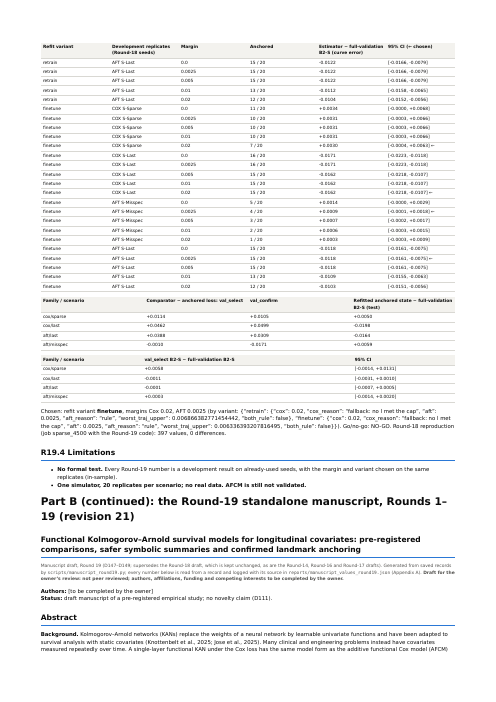 Refit variant Development replicates (Round-18 seeds) Margin Anchored Estimator − full-validation B2-S (curve error) 95% CI (← chosen)
retrain AFT S-Last 0.0 15 / 20 -0.0122 [-0.0166, -0.0079]
retrain AFT S-Last 0.0025 15 / 20 -0.0122 [-0.0166, -0.0079]
retrain AFT S-Last 0.005 15 / 20 -0.0122 [-0.0166, -0.0079]
retrain AFT S-Last 0.01 13 / 20 -0.0112 [-0.0158, -0.0065]
retrain AFT S-Last 0.02 12 / 20 -0.0104 [-0.0152, -0.0056]
finetune COX S-Sparse 0.0 11 / 20 +0.0034 [-0.0000, +0.0068]
finetune COX S-Sparse 0.0025 10 / 20 +0.0031 [-0.0003, +0.0066]
finetune COX S-Sparse 0.005 10 / 20 +0.0031 [-0.0003, +0.0066]
finetune COX S-Sparse 0.01 10 / 20 +0.0031 [-0.0003, +0.0066]
finetune COX S-Sparse 0.02 7 / 20 +0.0030 [-0.0004, +0.0063]←
finetune COX S-Last 0.0 16 / 20 -0.0171 [-0.0223, -0.0118]
finetune COX S-Last 0.0025 16 / 20 -0.0171 [-0.0223, -0.0118]
finetune COX S-Last 0.005 15 / 20 -0.0162 [-0.0218, -0.0107]
finetune COX S-Last 0.01 15 / 20 -0.0162 [-0.0218, -0.0107]
finetune COX S-Last 0.02 15 / 20 -0.0162 [-0.0218, -0.0107]←
finetune AFT S-Misspec 0.0 5 / 20 +0.0014 [-0.0000, +0.0029]
finetune AFT S-Misspec 0.0025 4 / 20 +0.0009 [-0.0001, +0.0018]←
finetune AFT S-Misspec 0.005 3 / 20 +0.0007 [-0.0002, +0.0017]
finetune AFT S-Misspec 0.01 2 / 20 +0.0006 [-0.0003, +0.0015]
finetune AFT S-Misspec 0.02 1 / 20 +0.0003 [-0.0003, +0.0009]
finetune AFT S-Last 0.0 15 / 20 -0.0118 [-0.0161, -0.0075]
finetune AFT S-Last 0.0025 15 / 20 -0.0118 [-0.0161, -0.0075]←
finetune AFT S-Last 0.005 15 / 20 -0.0118 [-0.0161, -0.0075]
finetune AFT S-Last 0.01 13 / 20 -0.0109 [-0.0155, -0.0063]
finetune AFT S-Last 0.02 12 / 20 -0.0103 [-0.0151, -0.0056]
Family / scenario Comparator − anchored loss: val_select val_confirm Refitted anchored state − full-validation B2-S (test)
cox/sparse +0.0114 +0.0105 +0.0050
cox/last +0.0462 +0.0499 -0.0198
aft/last +0.0388 +0.0309 -0.0164
aft/misspec -0.0010 -0.0171 +0.0059
Family / scenario val_select B2-S − full-validation B2-S 95% CI
cox/sparse +0.0058 [-0.0014, +0.0131]
cox/last -0.0011 [-0.0031, +0.0010]
aft/last -0.0001 [-0.0007, +0.0005]
aft/misspec +0.0003 [-0.0014, +0.0020]
Chosen: refit variant finetune, margins Cox 0.02, AFT 0.0025 (by variant: {"retrain": {"cox": 0.02, "cox_reason": "fallback: no l met the cap", "aft":
0.0025, "aft_reason": "rule", "worst_traj_upper": 0.006866382771454442, "both_rule": false}, "finetune": {"cox": 0.02, "cox_reason": "fallback: no l met
the cap", "aft": 0.0025, "aft_reason": "rule", "worst_traj_upper": 0.006336393207816495, "both_rule": false}}). Go/no-go: NO-GO. Round-18 reproduction
(job sparse_4500 with the Round-19 code): 397 values, 0 differences.
R19.4 Limitations
• No formal test. Every Round-19 number is a development result on already-used seeds, with the margin and variant chosen on the same
replicates (in-sample).
• One simulator, 20 replicates per scenario; no real data. AFCM is still not validated.
Part B (continued): the Round-19 standalone manuscript, Rounds 1–
19 (revision 21)
Functional Kolmogorov–Arnold survival models for longitudinal covariates: pre-registered
comparisons, safer symbolic summaries and confirmed landmark anchoring
Manuscript draft, Round 19 (D147–D149; supersedes the Round-18 draft, which is kept unchanged, as are the Round-14, Round-16 and Round-17 drafts). Generated from saved records
by scripts/manuscript_round19.py; every number below is read from a record and logged with its source in reports/manuscript_values_round19.json (Appendix A). Draft for the
owner's review: not peer reviewed; authors, affiliations, funding and competing interests to be completed by the owner.
Authors: [to be completed by the owner]
Status: draft manuscript of a pre-registered empirical study; no novelty claim (D111).
Abstract
Background. Kolmogorov–Arnold networks (KANs) replace the weights of a neural network by learnable univariate functions and have been adapted to
survival analysis with static covariates (Knottenbelt et al., 2025; Jose et al., 2025). Many clinical and engineering problems instead have covariates
measured repeatedly over time. A single-layer functional KAN under the Cox loss has the same model form as the additive functional Cox model (AFCM)